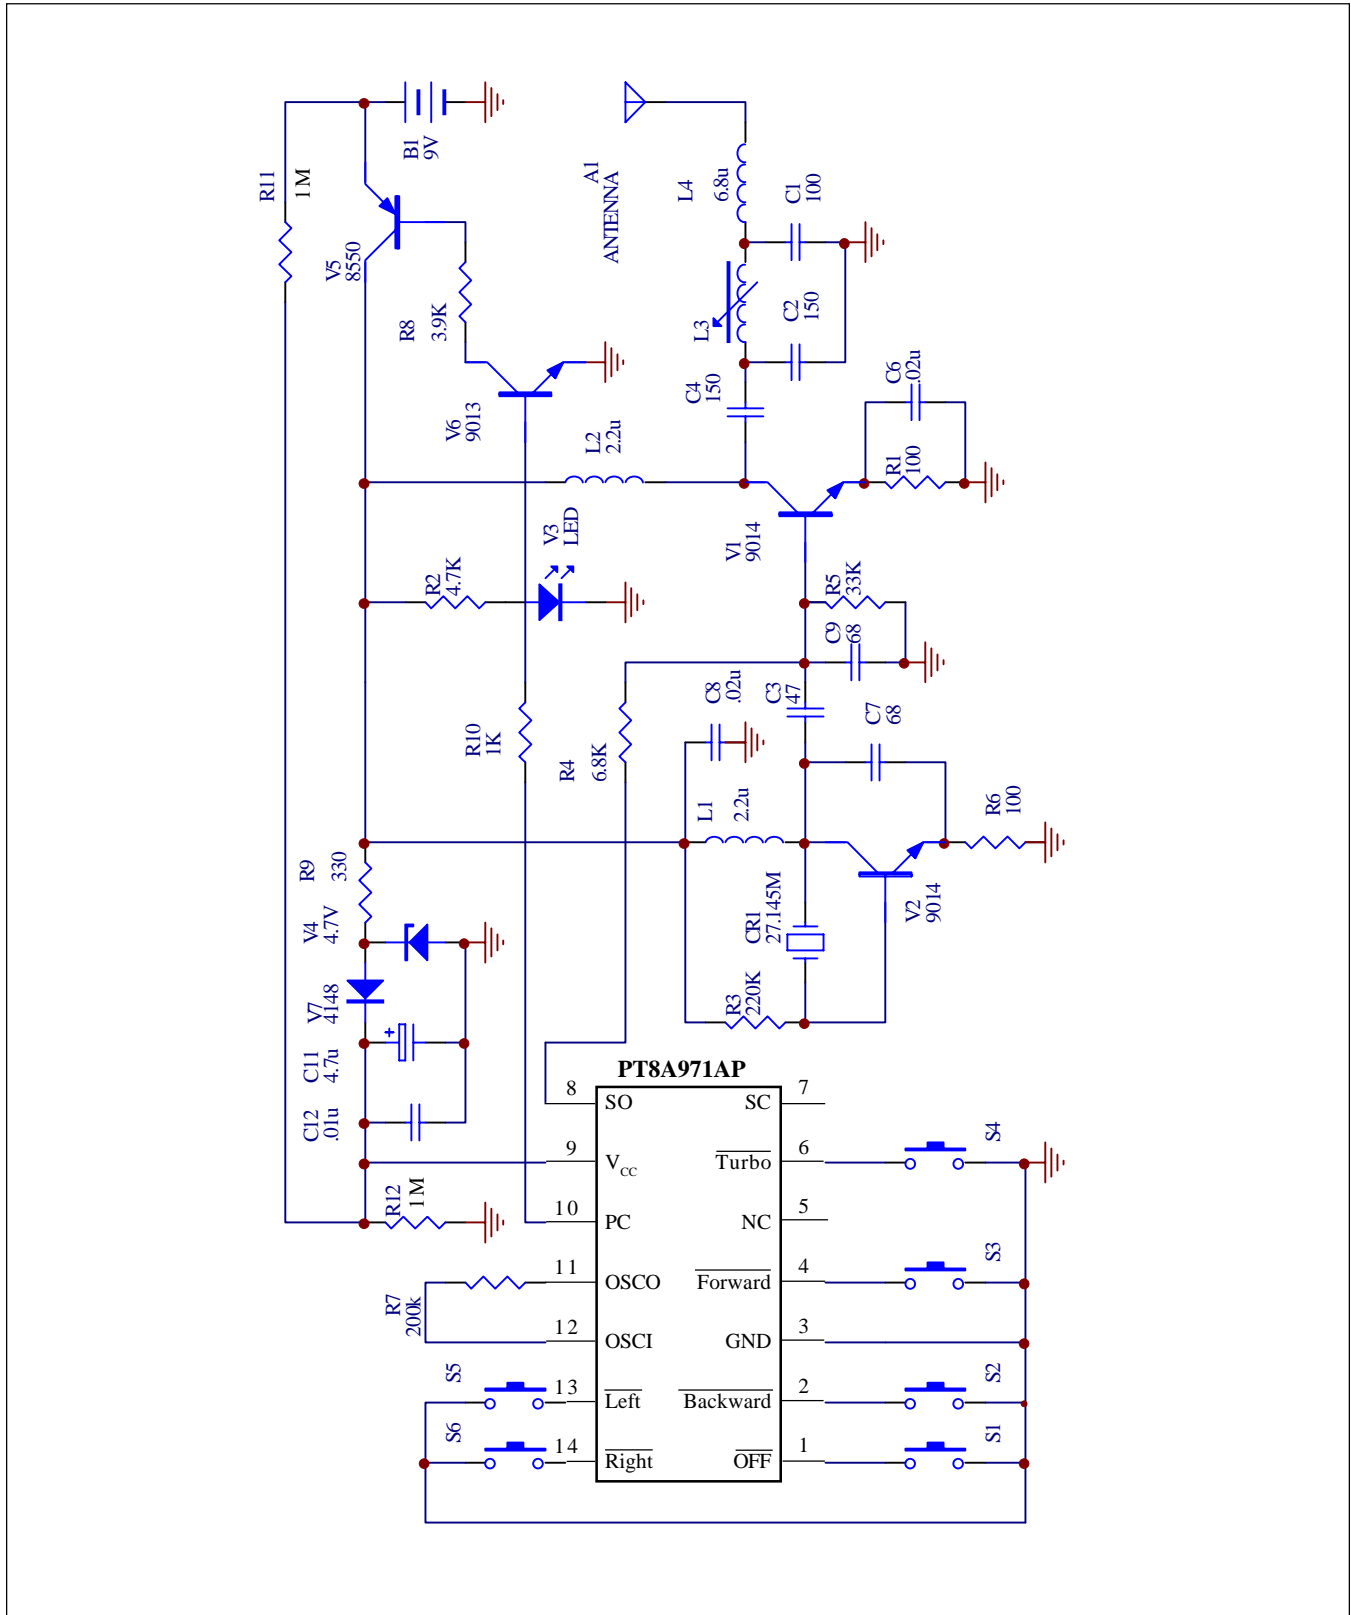 R11
1M
B1
9V
V5
8550
R8
3.9K
A1
ANTENNA
L4
6.8u
C1
100
L3
C2
150
C4
150
V6
9013
L2
2.2u
C6
.02u
R1
100
V3
LED
V1
9014
R2
4.7K
R5
33K
C9
68
C8
.02u
C3
47
C7
68
R10
1K
R4
6.8K
L1
2.2u
R6
100
R9
330
V4
4.7V
CR1
27.145M
V2
9014
V7
4148
R3
220K
C11
4.7u
C12
.01u
PT8A971AP
8 SO SC 7
9 VCC Turbo 6
S4
R12
1M
10 PC NC 5
11 OSCO Forward 4
S3
R7
200k
12 OSCI GND 3
S5
13 Left Backward 2
S2
S6
14 Right OFF 1
S1
+